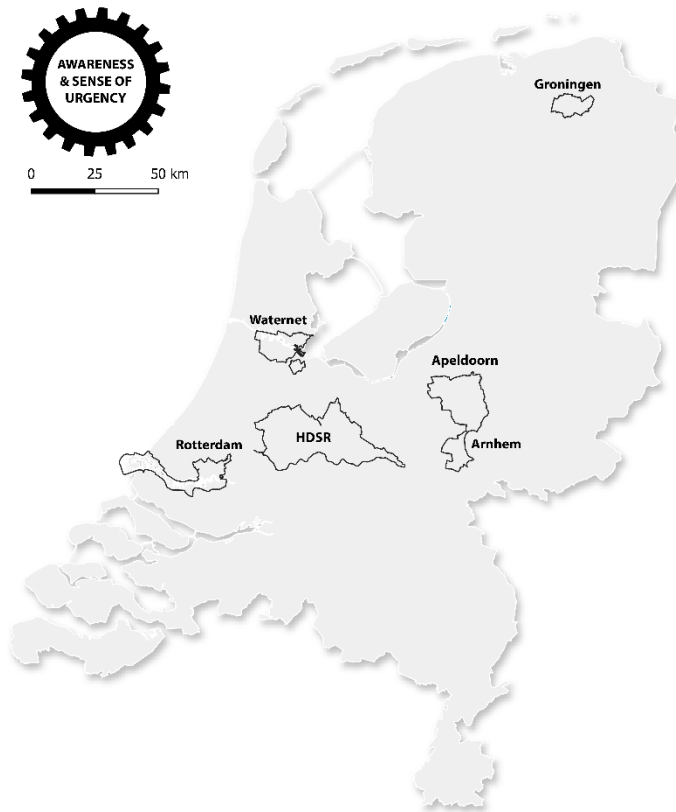 AWARENESS
& SENSE OF
URGENCY
0 25 50 km
Groningen
Waternet
Apeldoorn
Rotterdam
HDSR
Arnhem